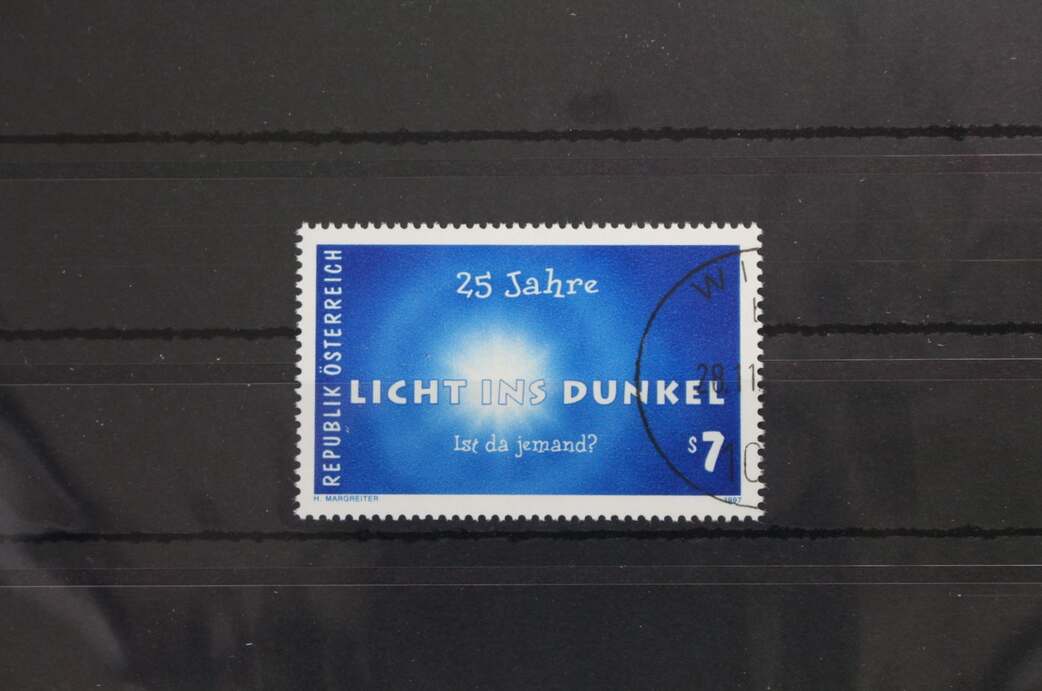 REPUBLIK ÖSTERREICH
25 Jahre
LICHT INS DUNKEL
Ist da jemand?
S 7
H. MARGREITER
1997